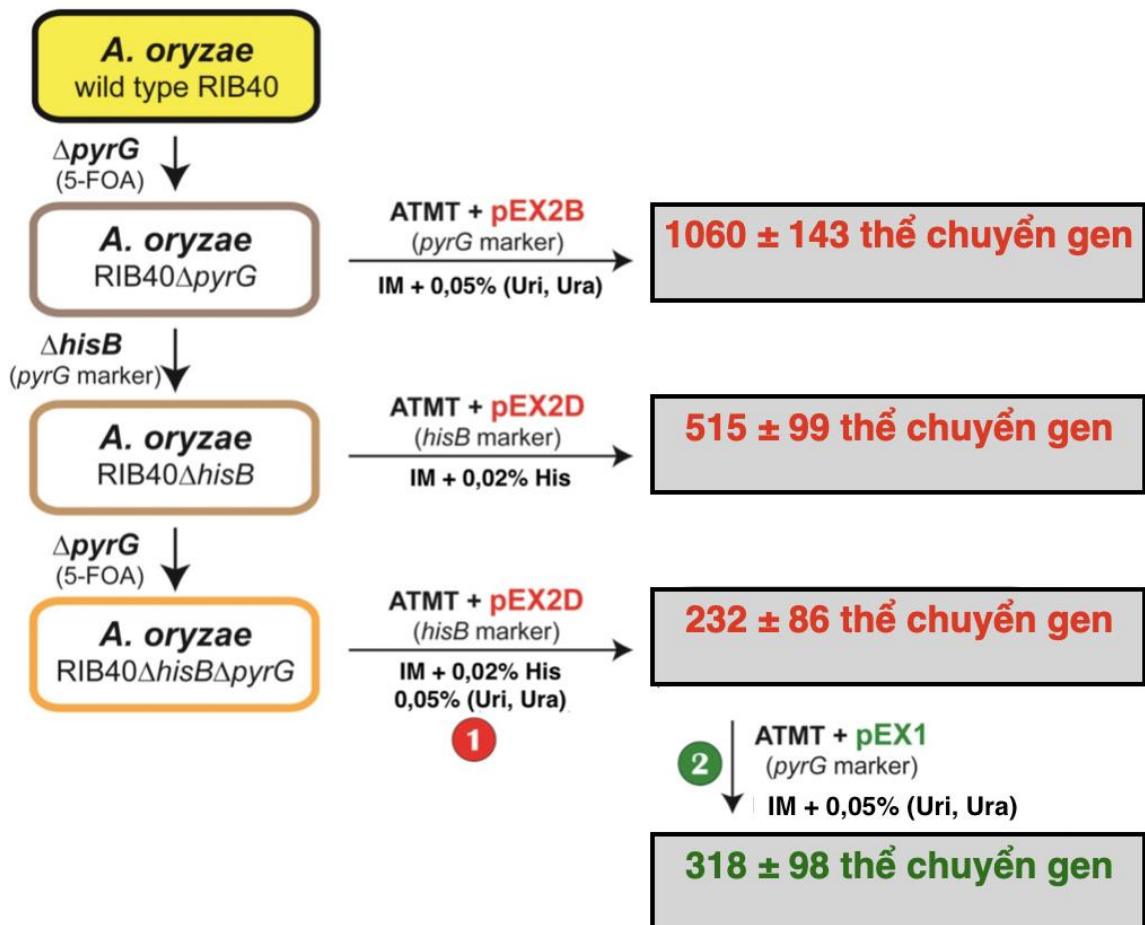 A. oryzae
wild type RIB40
ΔpyrG
(5-FOA)
A. oryzae
RIB40ΔpyrG
ATMT + pEX2B
(pyrG marker)
IM + 0,05% (Uri, Ura)
1060 ± 143 thể chuyển gen
ΔhisB
(pyrG marker)
A. oryzae
RIB40ΔhisB
ATMT + pEX2D
(hisB marker)
IM + 0,02% His
515 ± 99 thể chuyển gen
ΔpyrG
(5-FOA)
A. oryzae
RIB40ΔhisBΔpyrG
ATMT + pEX2D
(hisB marker)
IM + 0,02% His
0,05% (Uri, Ura)
1
232 ± 86 thể chuyển gen
2
ATMT + pEX1
(pyrG marker)
IM + 0,05% (Uri, Ura)
318 ± 98 thể chuyển gen